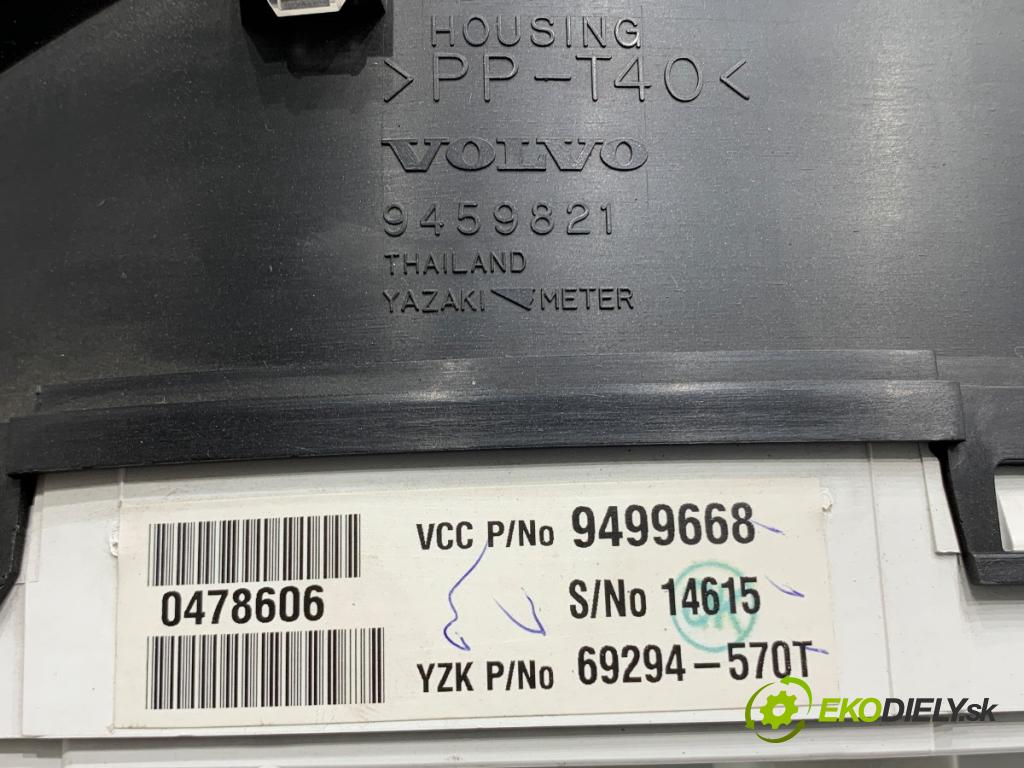 HOUSING
>PP-T40<
VOLVO
9459821
THAILAND
YAZAKI METER
VCC P/No 9499668
0478606
S/No 14615
OK
YZK P/No 69294-570T
EKODIELY.sk